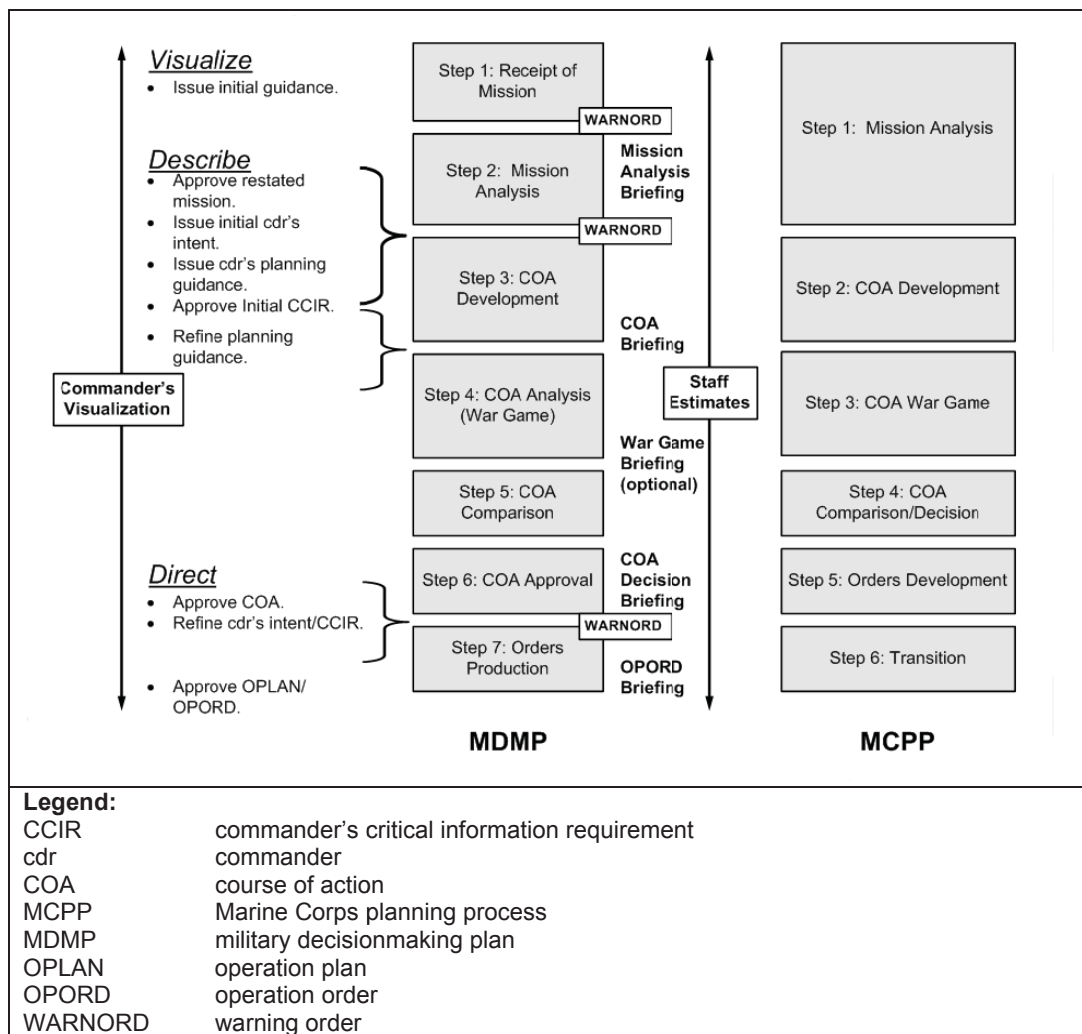 Visualize
• Issue initial guidance.
Describe
• Approve restated
mission.
• Issue initial cdr's
intent.
• Issue cdr's planning
guidance.
• Approve Initial CCIR.
• Refine planning
guidance.
Commander's
Visualization
Direct
• Approve COA.
• Refine cdr's intent/CCIR.
• Approve OPLAN/
OPORD.
Step 1: Receipt of
Mission
WARNORD
Step 2: Mission
Analysis
Mission
Analysis
Briefing
WARNORD
Step 3: COA
Development
COA
Briefing
Step 4: COA Analysis
(War Game)
War Game
Briefing
(optional)
Step 5: COA
Comparison
Step 6: COA Approval
COA
Decision
Briefing
WARNORD
Step 7: Orders
Production
OPORD
Briefing
MDMP
Staff
Estimates
Step 1: Mission Analysis
Step 2: COA Development
Step 3: COA War Game
Step 4: COA
Comparison/Decision
Step 5: Orders Development
Step 6: Transition
MCPP
Legend:
CCIR commander's critical information requirement
cdr commander
COA course of action
MCPP Marine Corps planning process
MDMP military decisionmaking plan
OPLAN operation plan
OPORD operation order
WARNORD warning order